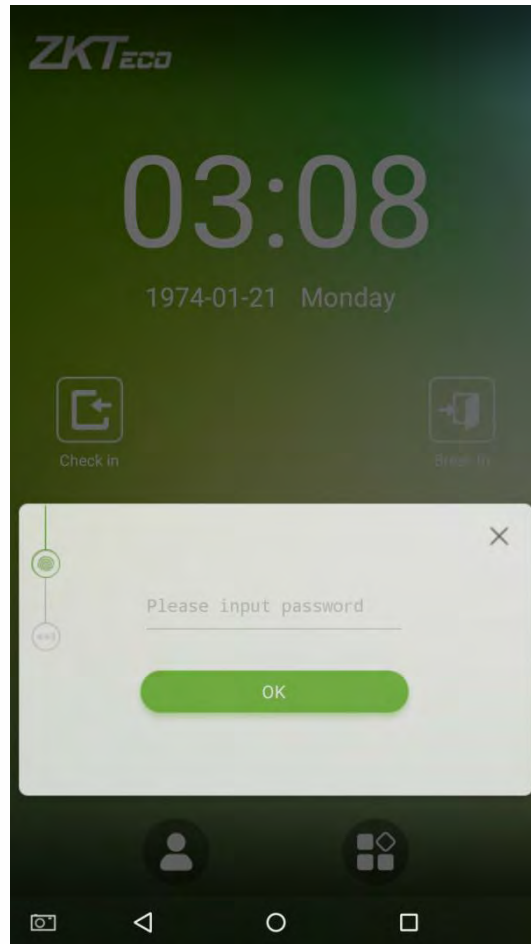 ZKTECO
03:08
1974-01-21 Monday
Check in
Break in
Please input password
OK